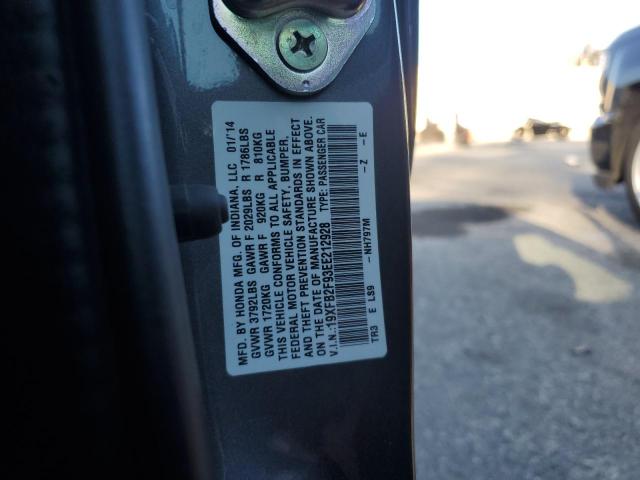 MFD. BY HONDA MFG. OF INDIANA, LLC 01/14
GVWR 3792LBS GAWR F 2029LBS R 1786LBS
GVWR 1720KG GAWR F 920KG R 810KG
THIS VEHICLE CONFORMS TO ALL APPLICABLE
FEDERAL MOTOR VEHICLE SAFETY, BUMPER,
AND THEFT PREVENTION STANDARDS IN EFFECT
ON THE DATE OF MANUFACTURE SHOWN ABOVE.
V.I.N.:19XFB2F93EE212928 TYPE: PASSENGER CAR
-NH797M -Z -E
TR3 E LS9